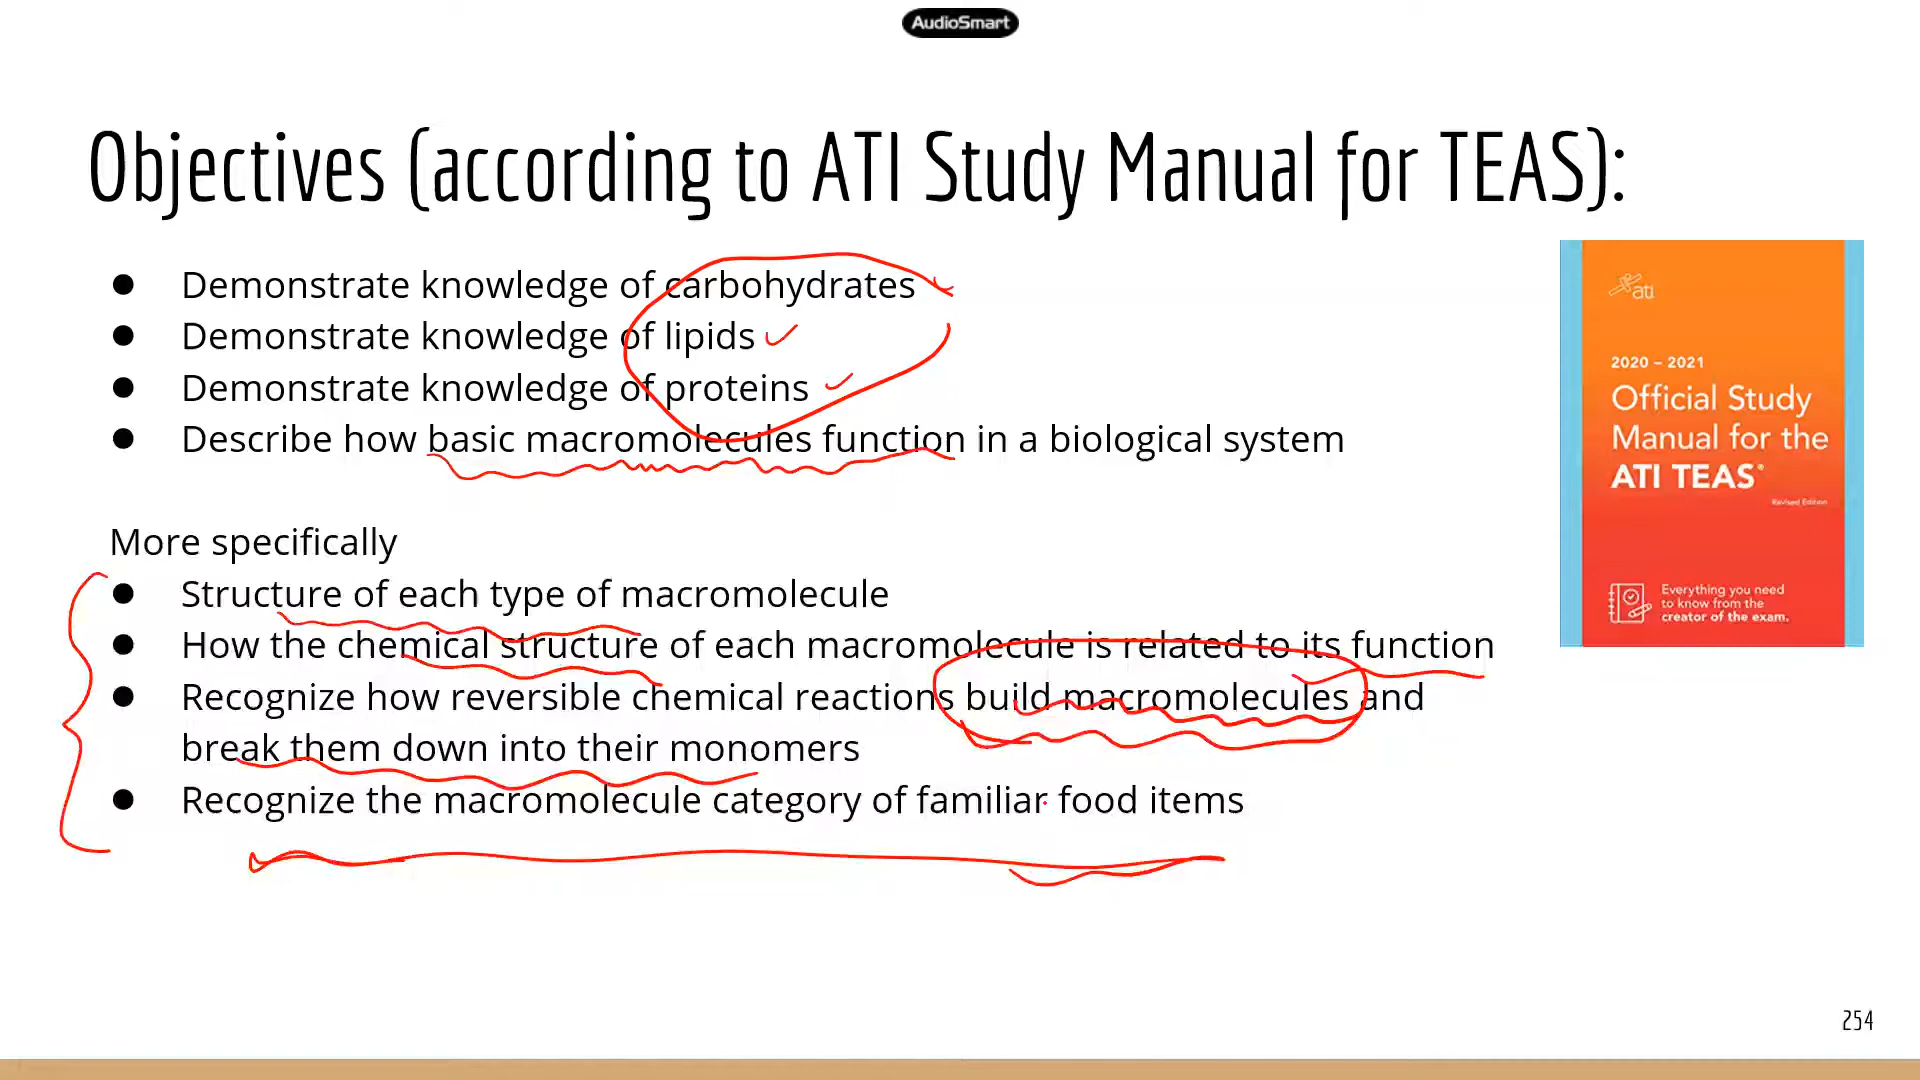 AudioSmart
Objectives (according to ATI Study Manual for TEAS):
● Demonstrate knowledge of carbohydrates
● Demonstrate knowledge of lipids
● Demonstrate knowledge of proteins
● Describe how basic macromolecules function in a biological system
More specifically
● Structure of each type of macromolecule
● How the chemical structure of each macromolecule is related to its function
● Recognize how reversible chemical reactions build macromolecules and
break them down into their monomers
● Recognize the macromolecule category of familiar food items
ati
2020 – 2021
Official Study
Manual for the
ATI TEAS®
Revised Edition
Everything you need
to know from the
creator of the exam.
254